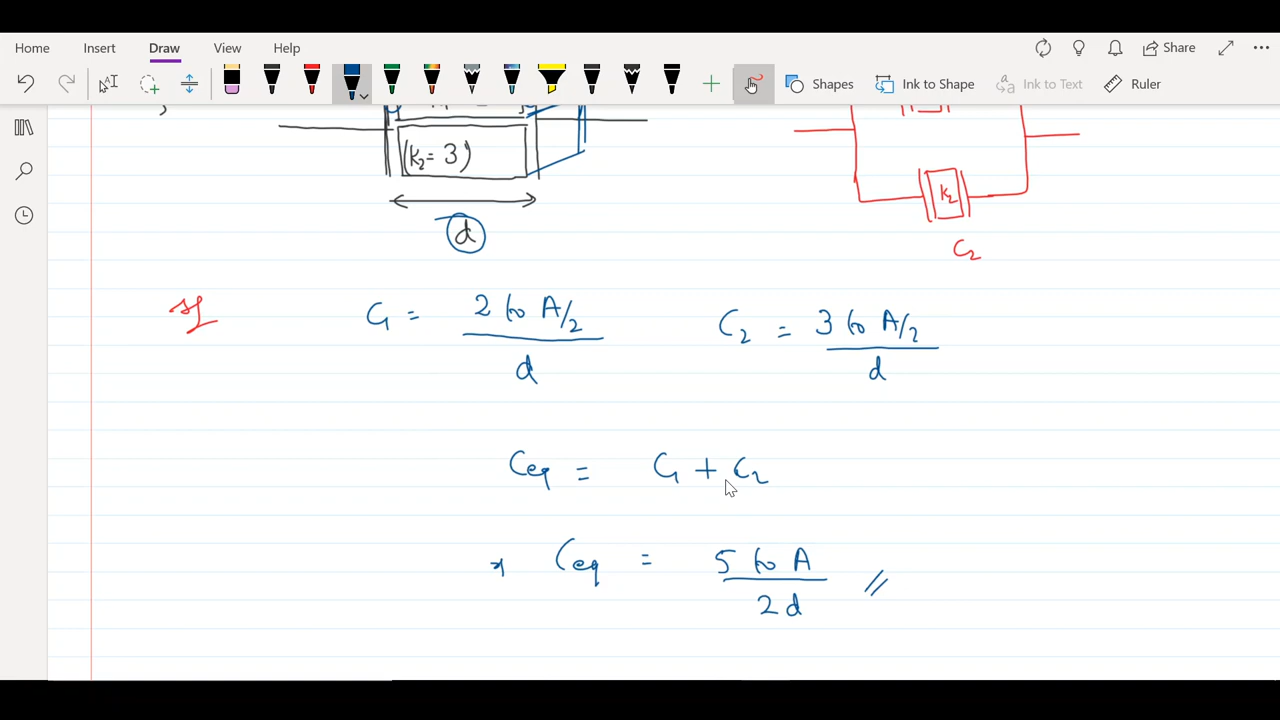 Home Insert Draw View Help Share
Shapes Ink to Shape Ink to Text Ruler
(k₂ = 3)
k₂
d
C₂
C₁ = 2 ϵ₀ A/2 / d C₂ = 3 ϵ₀ A/2 / d
Ceq = C₁ + C₂
* Ceq = 5 ϵ₀ A / 2d //